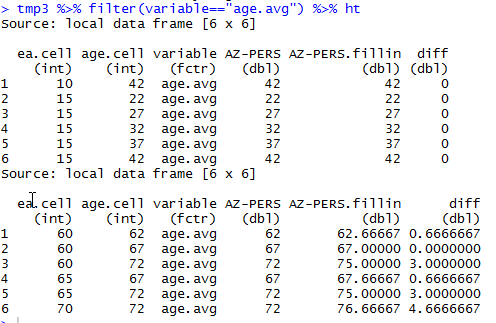 > tmp3 %>% filter(variable=="age.avg") %>% ht
Source: local data frame [6 x 6]
ea.cell age.cell variable AZ-PERS AZ-PERS.fillin diff
(int) (int) (fctr) (dbl) (dbl) (dbl)
1 10 42 age.avg 42 42 0
2 15 22 age.avg 22 22 0
3 15 27 age.avg 27 27 0
4 15 32 age.avg 32 32 0
5 15 37 age.avg 37 37 0
6 15 42 age.avg 42 42 0
Source: local data frame [6 x 6]
ea.cell age.cell variable AZ-PERS AZ-PERS.fillin diff
(int) (int) (fctr) (dbl) (dbl) (dbl)
1 60 62 age.avg 62 62.66667 0.6666667
2 60 67 age.avg 67 67.00000 0.0000000
3 60 72 age.avg 72 75.00000 3.0000000
4 65 67 age.avg 67 67.66667 0.6666667
5 65 72 age.avg 72 75.00000 3.0000000
6 70 72 age.avg 72 76.66667 4.6666667
>